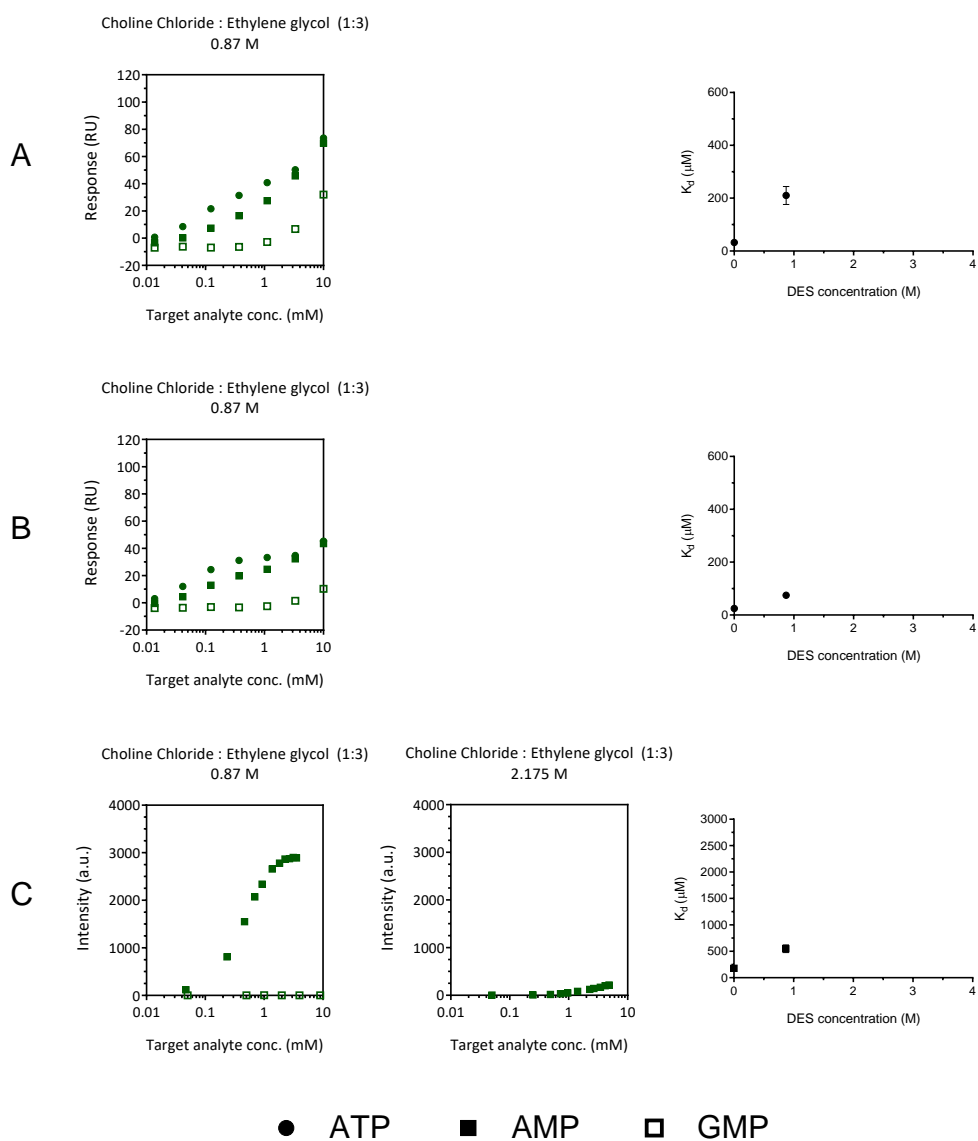 Choline Chloride : Ethylene glycol (1:3)
0.87 M
A
Response (RU)
120
100
80
60
40
20
0
-20
0.01
0.1
1
10
Target analyte conc. (mM)
Kd (µM)
600
400
200
0
0
1
2
3
4
DES concentration (M)
Choline Chloride : Ethylene glycol (1:3)
0.87 M
B
Response (RU)
120
100
80
60
40
20
0
-20
0.01
0.1
1
10
Target analyte conc. (mM)
Kd (µM)
600
400
200
0
0
1
2
3
4
DES concentration (M)
Choline Chloride : Ethylene glycol (1:3)
0.87 M
C
Intensity (a.u.)
4000
3000
2000
1000
0
0.01
0.1
1
10
Target analyte conc. (mM)
Choline Chloride : Ethylene glycol (1:3)
2.175 M
Intensity (a.u.)
4000
3000
2000
1000
0
0.01
0.1
1
10
Target analyte conc. (mM)
Kd (µM)
3000
2500
2000
1500
1000
500
0
0
1
2
3
4
DES concentration (M)
ATP
AMP
GMP